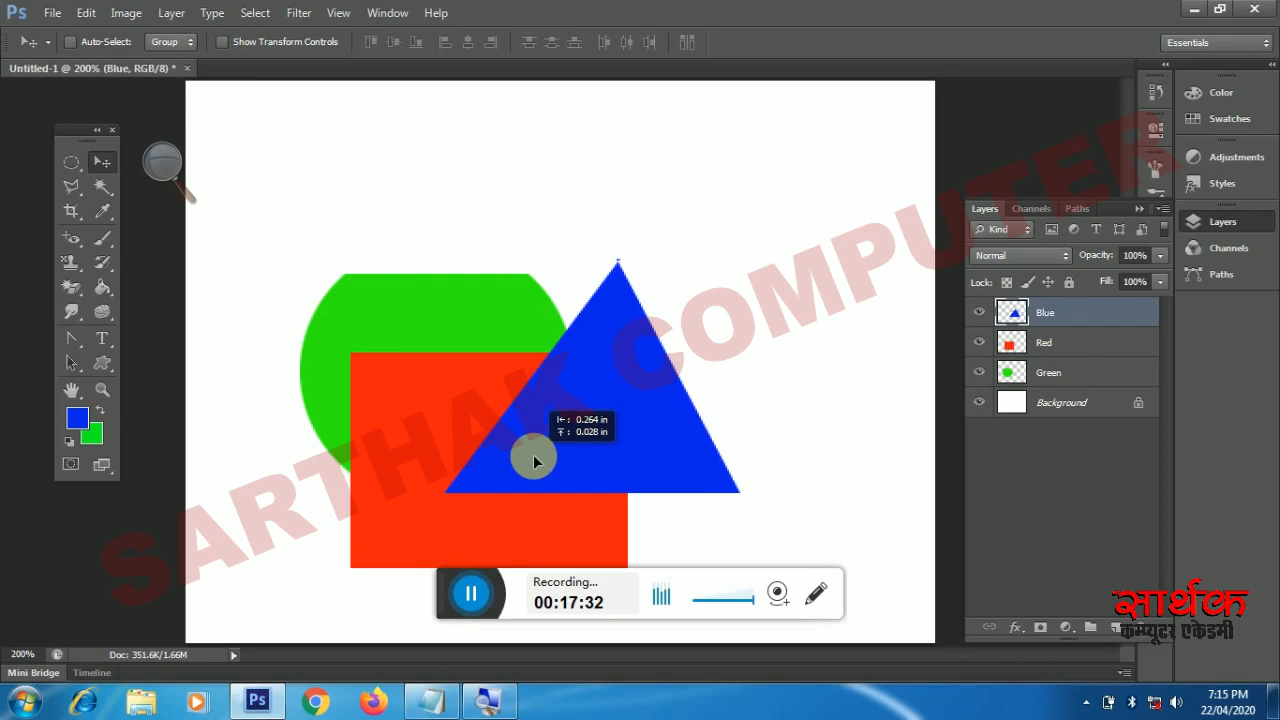 Ps File Edit Image Layer Type Select Filter View Window Help
Auto-Select: Group Show Transform Controls Essentials
Untitled-1 @ 200% (Blue, RGB/8) * ×
Color
Swatches
Adjustments
Styles
Layers
Channels
Paths
Layers Channels Paths
Kind
Normal Opacity: 100%
Lock: Fill: 100%
Blue
Red
Green
Background
0.264 in
0.028 in
SARTHAK COMPUTER
Recording...
00:17:32
सार्थक
कम्प्यूटर एकेडमी
200% Doc: 351.6K/1.66M
Mini Bridge Timeline
Ps
7:15 PM
22/04/2020